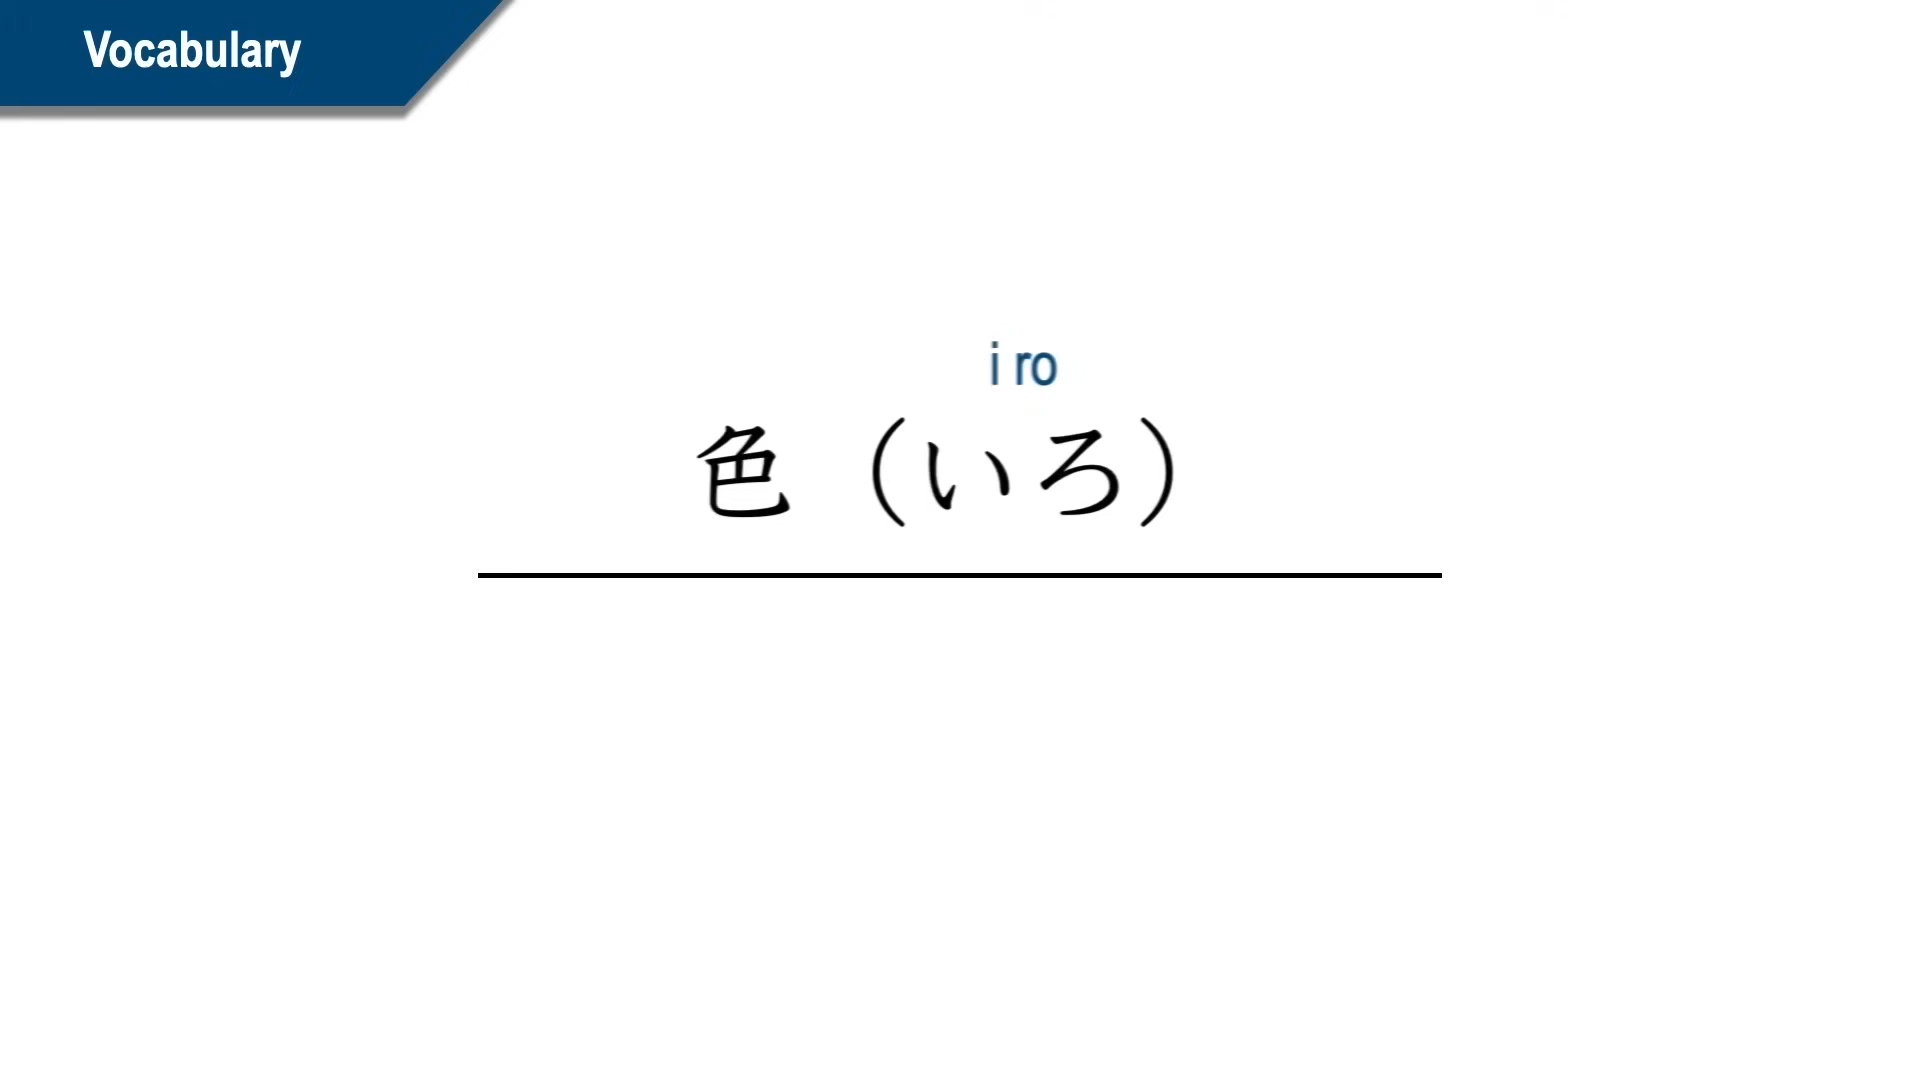 Vocabulary
i ro
色（いろ）